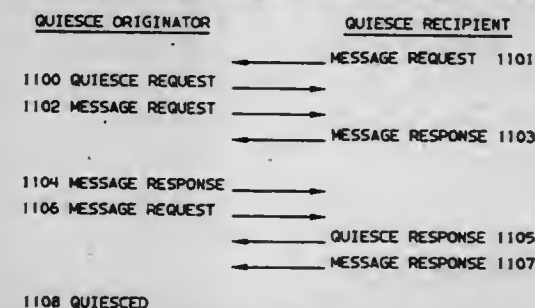 QUIESCE ORIGINATOR QUIESCE RECIPIENT
MESSAGE REQUEST 1101
1100 QUIESCE REQUEST
1102 MESSAGE REQUEST
MESSAGE RESPONSE 1103
1104 MESSAGE RESPONSE
1106 MESSAGE REQUEST
QUIESCE RESPONSE 1105
MESSAGE RESPONSE 1107
1108 QUIESCED